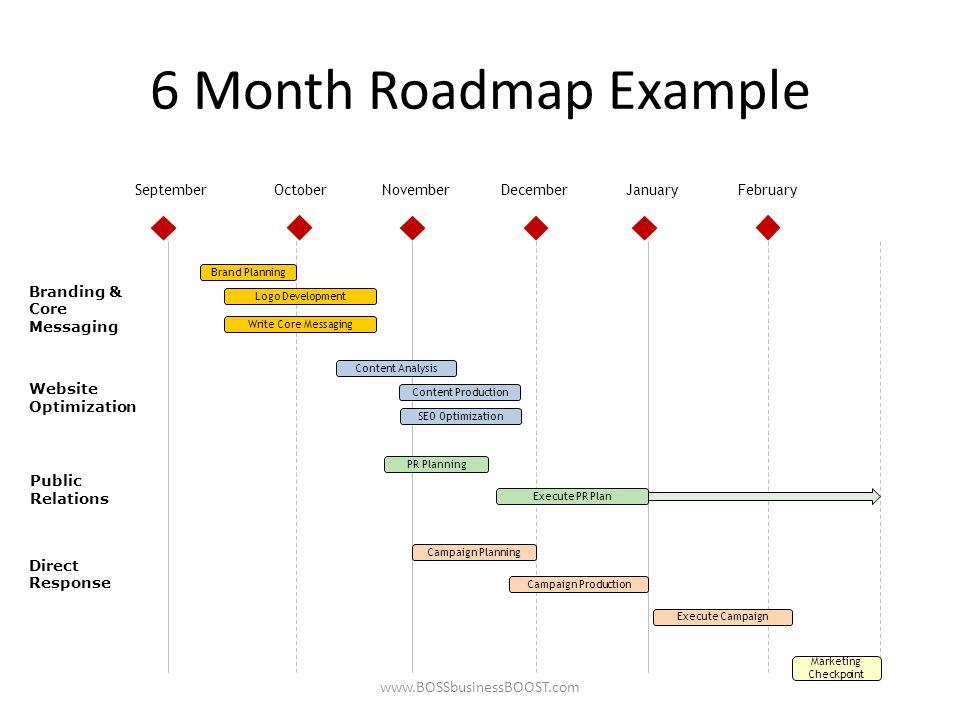 6 Month Roadmap Example
September October November December January February
Branding &
Core
Messaging
Brand Planning
Logo Development
Write Core Messaging
Website
Optimization
Content Analysis
Content Production
SEO Optimization
Public
Relations
PR Planning
Execute PR Plan
Direct
Response
Campaign Planning
Campaign Production
Execute Campaign
Marketing
Checkpoint
www.BOSSbusinessBOOST.com